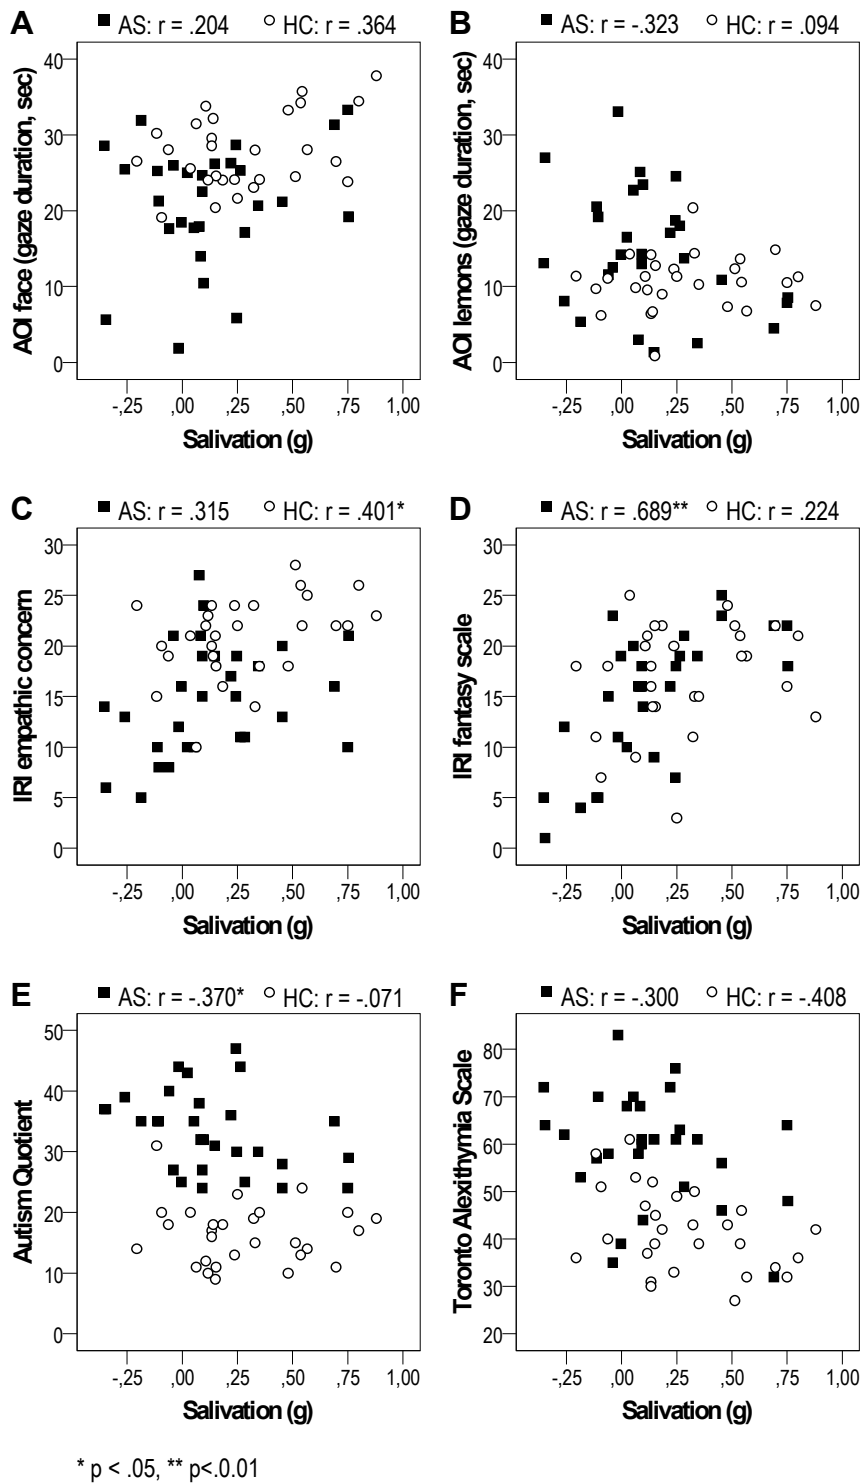 A ■ AS: r = .204 ○ HC: r = .364
AOI face (gaze duration, sec)
40
30
20
10
0
-,25 ,00 ,25 ,50 ,75 1,00
Salivation (g)
B ■ AS: r = -.323 ○ HC: r = .094
AOI lemons (gaze duration, sec)
40
30
20
10
0
-,25 ,00 ,25 ,50 ,75 1,00
Salivation (g)
C ■ AS: r = .315 ○ HC: r = .401*
IRI empathic concern
30
25
20
15
10
5
0
-,25 ,00 ,25 ,50 ,75 1,00
Salivation (g)
D ■ AS: r = .689** ○ HC: r = .224
IRI fantasy scale
30
25
20
15
10
5
0
-,25 ,00 ,25 ,50 ,75 1,00
Salivation (g)
E ■ AS: r = -.370* ○ HC: r = -.071
Autism Quotient
50
40
30
20
10
0
-,25 ,00 ,25 ,50 ,75 1,00
Salivation (g)
F ■ AS: r = -.300 ○ HC: r = -.408
Toronto Alexithymia Scale
80
70
60
50
40
30
20
-,25 ,00 ,25 ,50 ,75 1,00
Salivation (g)
* p < .05, ** p<.0.01